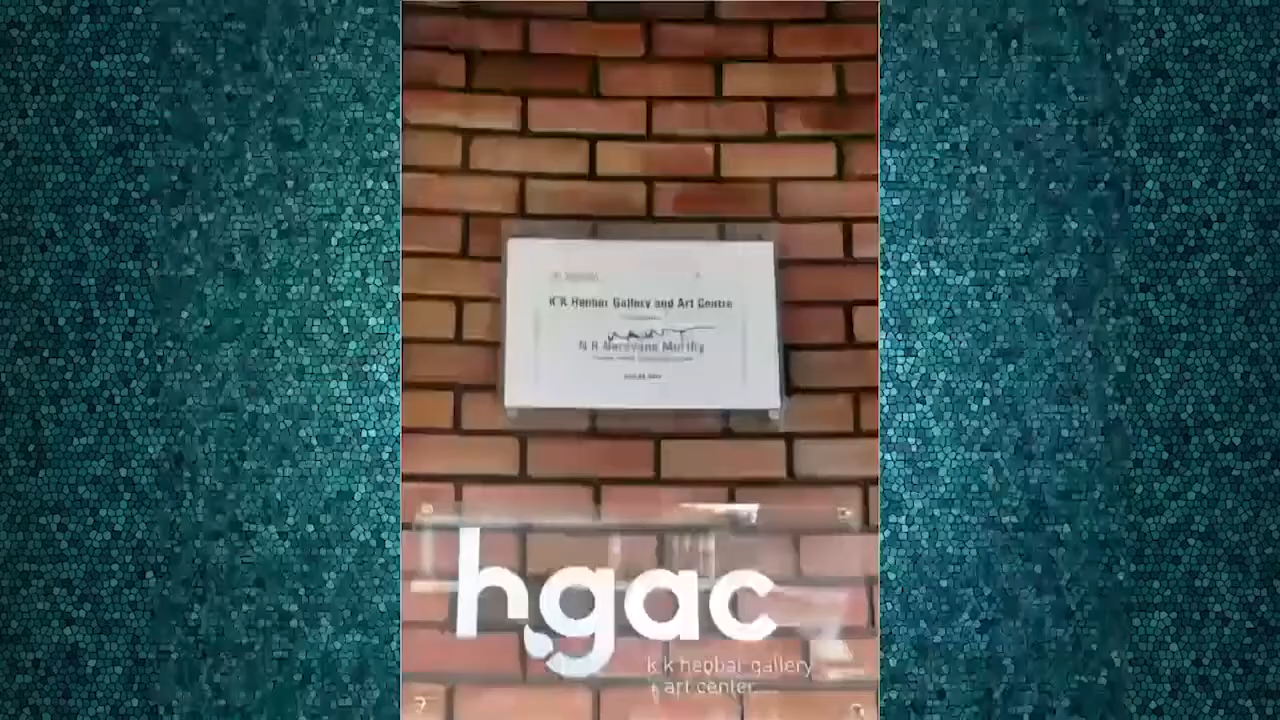 K K Hebbar Gallery and Art Centre
N R Narayana Murthy
hgac
k k hebbar gallery
art center